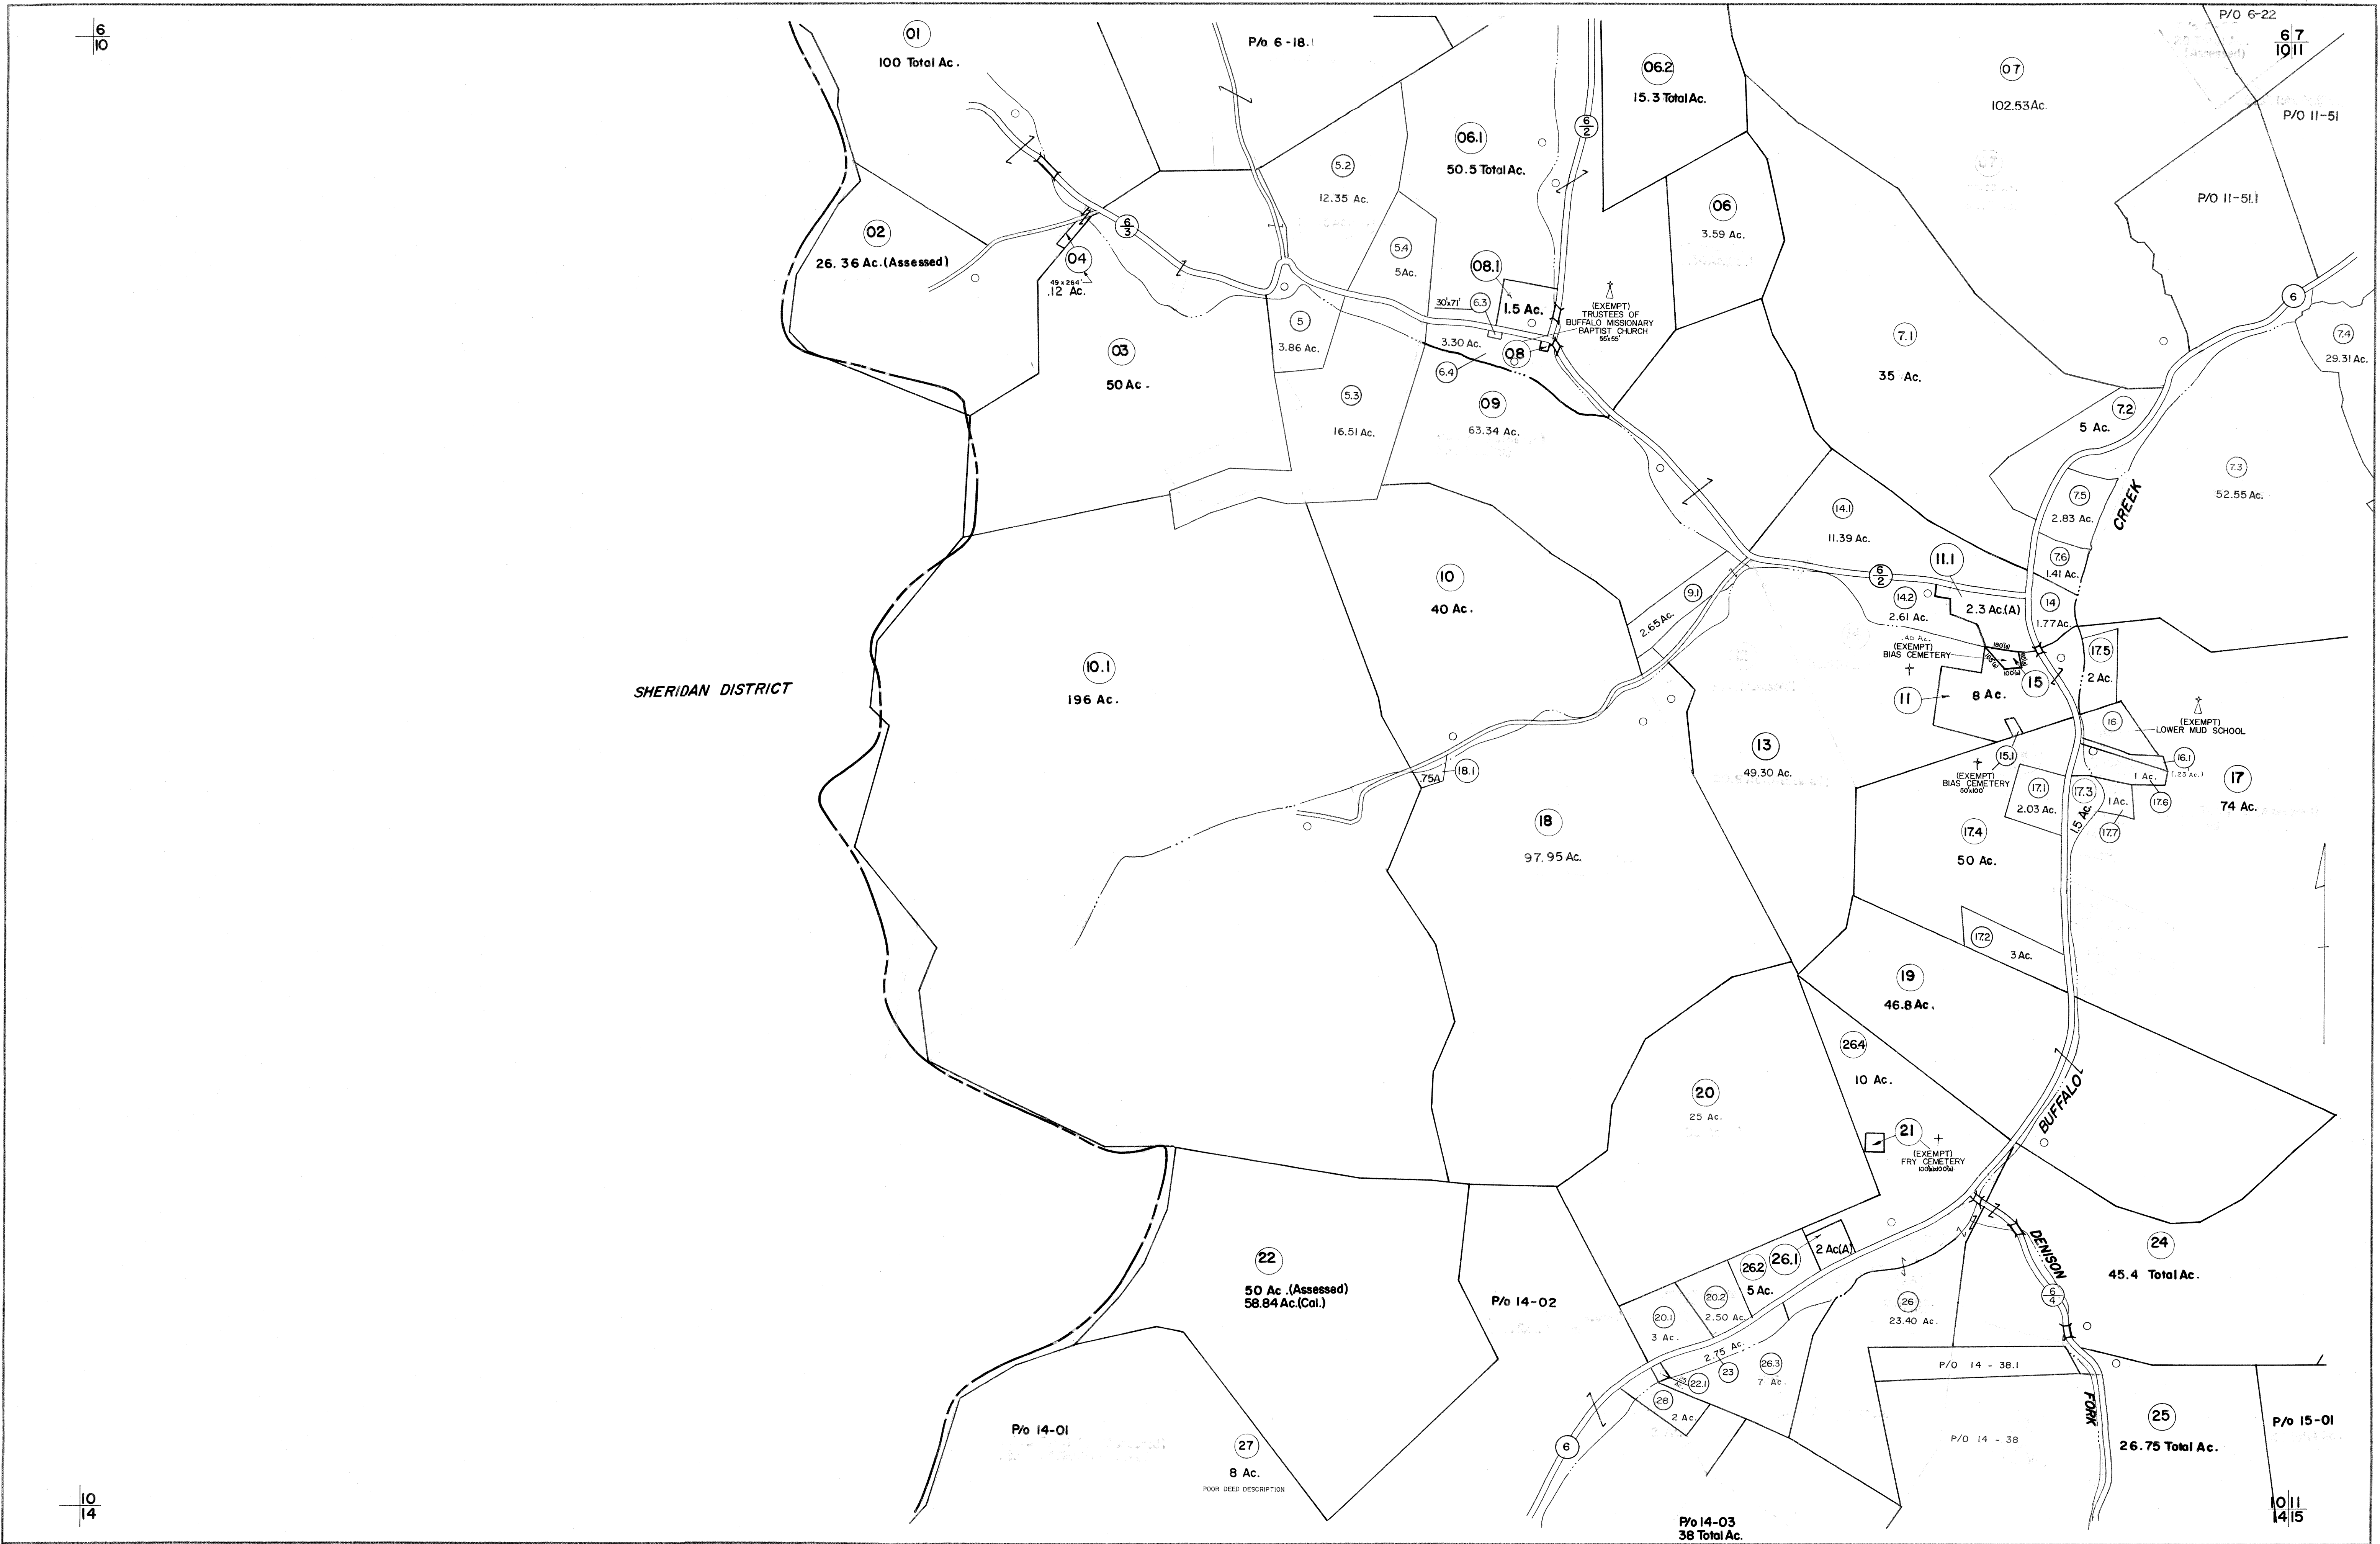 6
10
01
100 Total Ac.
P/o 6-18.1
06.2
15.3 Total Ac.
07
102.53 Ac.
P/O 6-22
6 7
10 11
P/O 11-51
P/O 11-51.1
6
2
06.1
50.5 Total Ac.
5.2
12.35 Ac.
06
3.59 Ac.
02
26.36 Ac.(Assessed)
6
3
04
49 x 264'
.12 Ac.
5.4
5 Ac.
08.1
1.5 Ac.
30'x71'
6.3
(EXEMPT)
TRUSTEES OF
BUFFALO MISSIONARY
BAPTIST CHURCH
55'x55'
6
7.4
29.31 Ac.
5
3.86 Ac.
3.30 Ac.
08
6.4
03
50 Ac.
7.1
35 Ac.
5.3
16.51 Ac.
09
63.34 Ac.
7.2
5 Ac.
7.3
52.55 Ac.
7.5
2.83 Ac.
CREEK
14.1
11.39 Ac.
7.6
1.41 Ac.
11.1
6
2
10
40 Ac.
9.1
2.65 Ac.
14.2
2.61 Ac.
2.3 Ac.(A)
14
1.77 Ac.
.40 Ac.
(EXEMPT)
BIAS CEMETERY
180'(s)
100'(s)
15
17.5
2 Ac.
SHERIDAN DISTRICT
10.1
196 Ac.
11
8 Ac.
16
(EXEMPT)
LOWER MUD SCHOOL
13
49.30 Ac.
15.1
(EXEMPT)
BIAS CEMETERY
50'x100'
16.1
(.23 Ac.)
18.1
.75A
1 Ac.
17.6
17
74 Ac.
17.1
2.03 Ac.
17.3
1.5 Ac.
1 Ac.
17.7
18
97.95 Ac.
17.4
50 Ac.
17.2
3 Ac.
19
46.8 Ac.
26.4
10 Ac.
20
25 Ac.
BUFFALO
21
(EXEMPT)
FRY CEMETERY
100'(s)x100'(s)
22
50 Ac.(Assessed)
58.84 Ac.(Cal.)
P/o 14-02
26.1
2 Ac(A)
26.2
5 Ac.
DENISON
24
45.4 Total Ac.
6
4
20.2
2.50 Ac.
20.1
3 Ac.
26
23.40 Ac.
2.75 Ac.
23
26.3
7 Ac.
22.1
P/O 14 - 38.1
28
2 Ac.
FORK
P/o 14-01
27
8 Ac.
POOR DEED DESCRIPTION
6
P/O 14 - 38
25
26.75 Total Ac.
P/o 15-01
10
14
P/o 14-03
38 Total Ac.
10 11
14 15